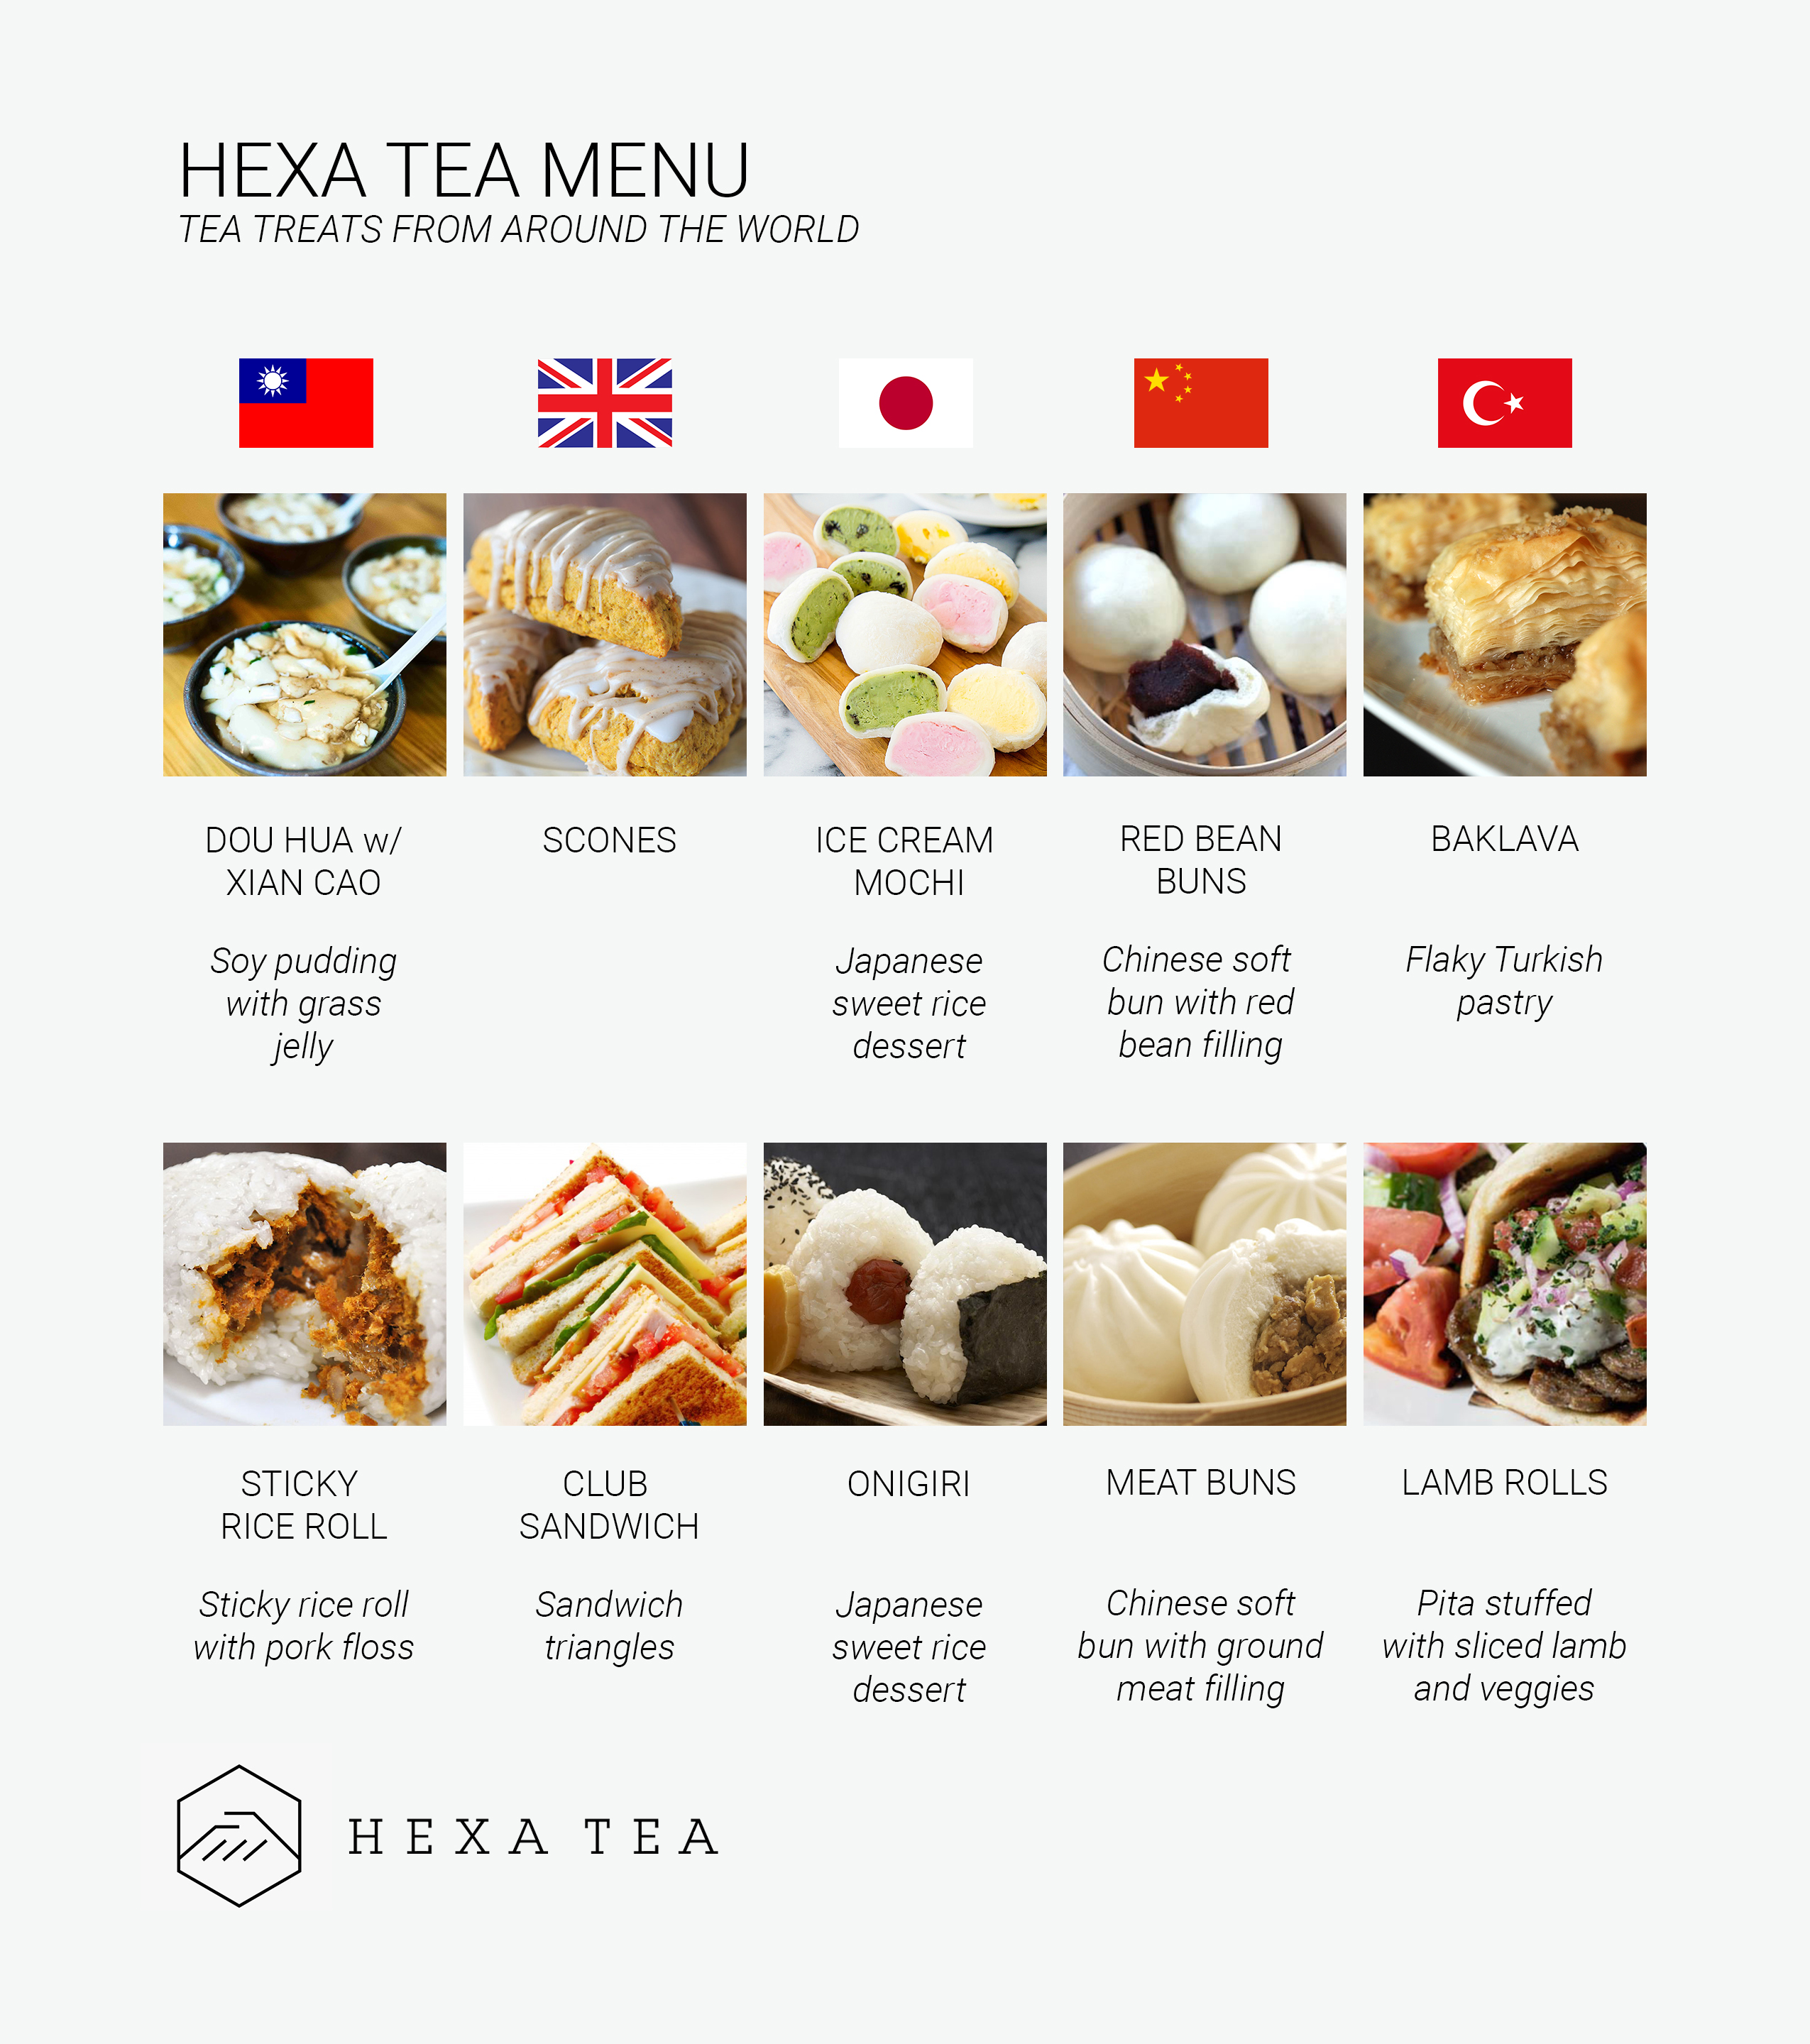 HEXA TEA MENU
TEA TREATS FROM AROUND THE WORLD
DOU HUA w/
XIAN CAO
Soy pudding
with grass
jelly
SCONES
ICE CREAM
MOCHI
Japanese
sweet rice
dessert
RED BEAN
BUNS
Chinese soft
bun with red
bean filling
BAKLAVA
Flaky Turkish
pastry
STICKY
RICE ROLL
Sticky rice roll
with pork floss
CLUB
SANDWICH
Sandwich
triangles
ONIGIRI
Japanese
sweet rice
dessert
MEAT BUNS
Chinese soft
bun with ground
meat filling
LAMB ROLLS
Pita stuffed
with sliced lamb
and veggies
HEXA TEA